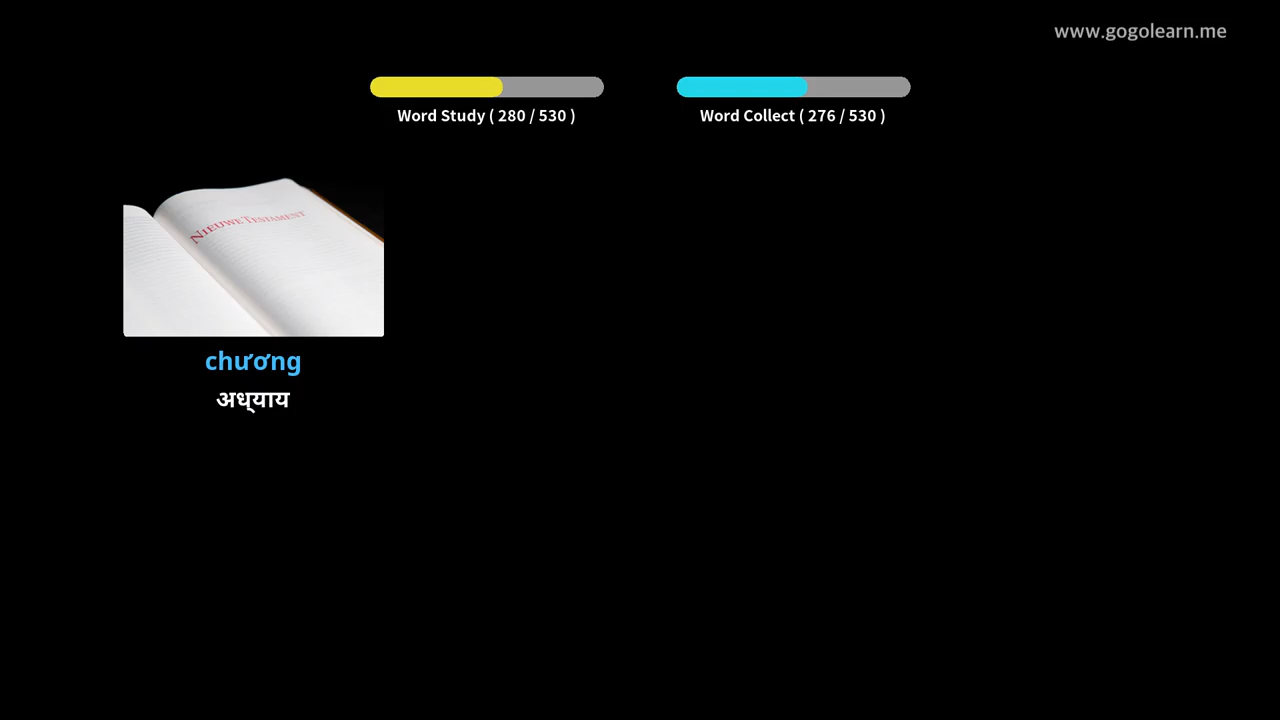 www.gogolearn.me
Word Study ( 280 / 530 )
Word Collect ( 276 / 530 )
NIEUWE TESTAMENT
chương
अध्याय